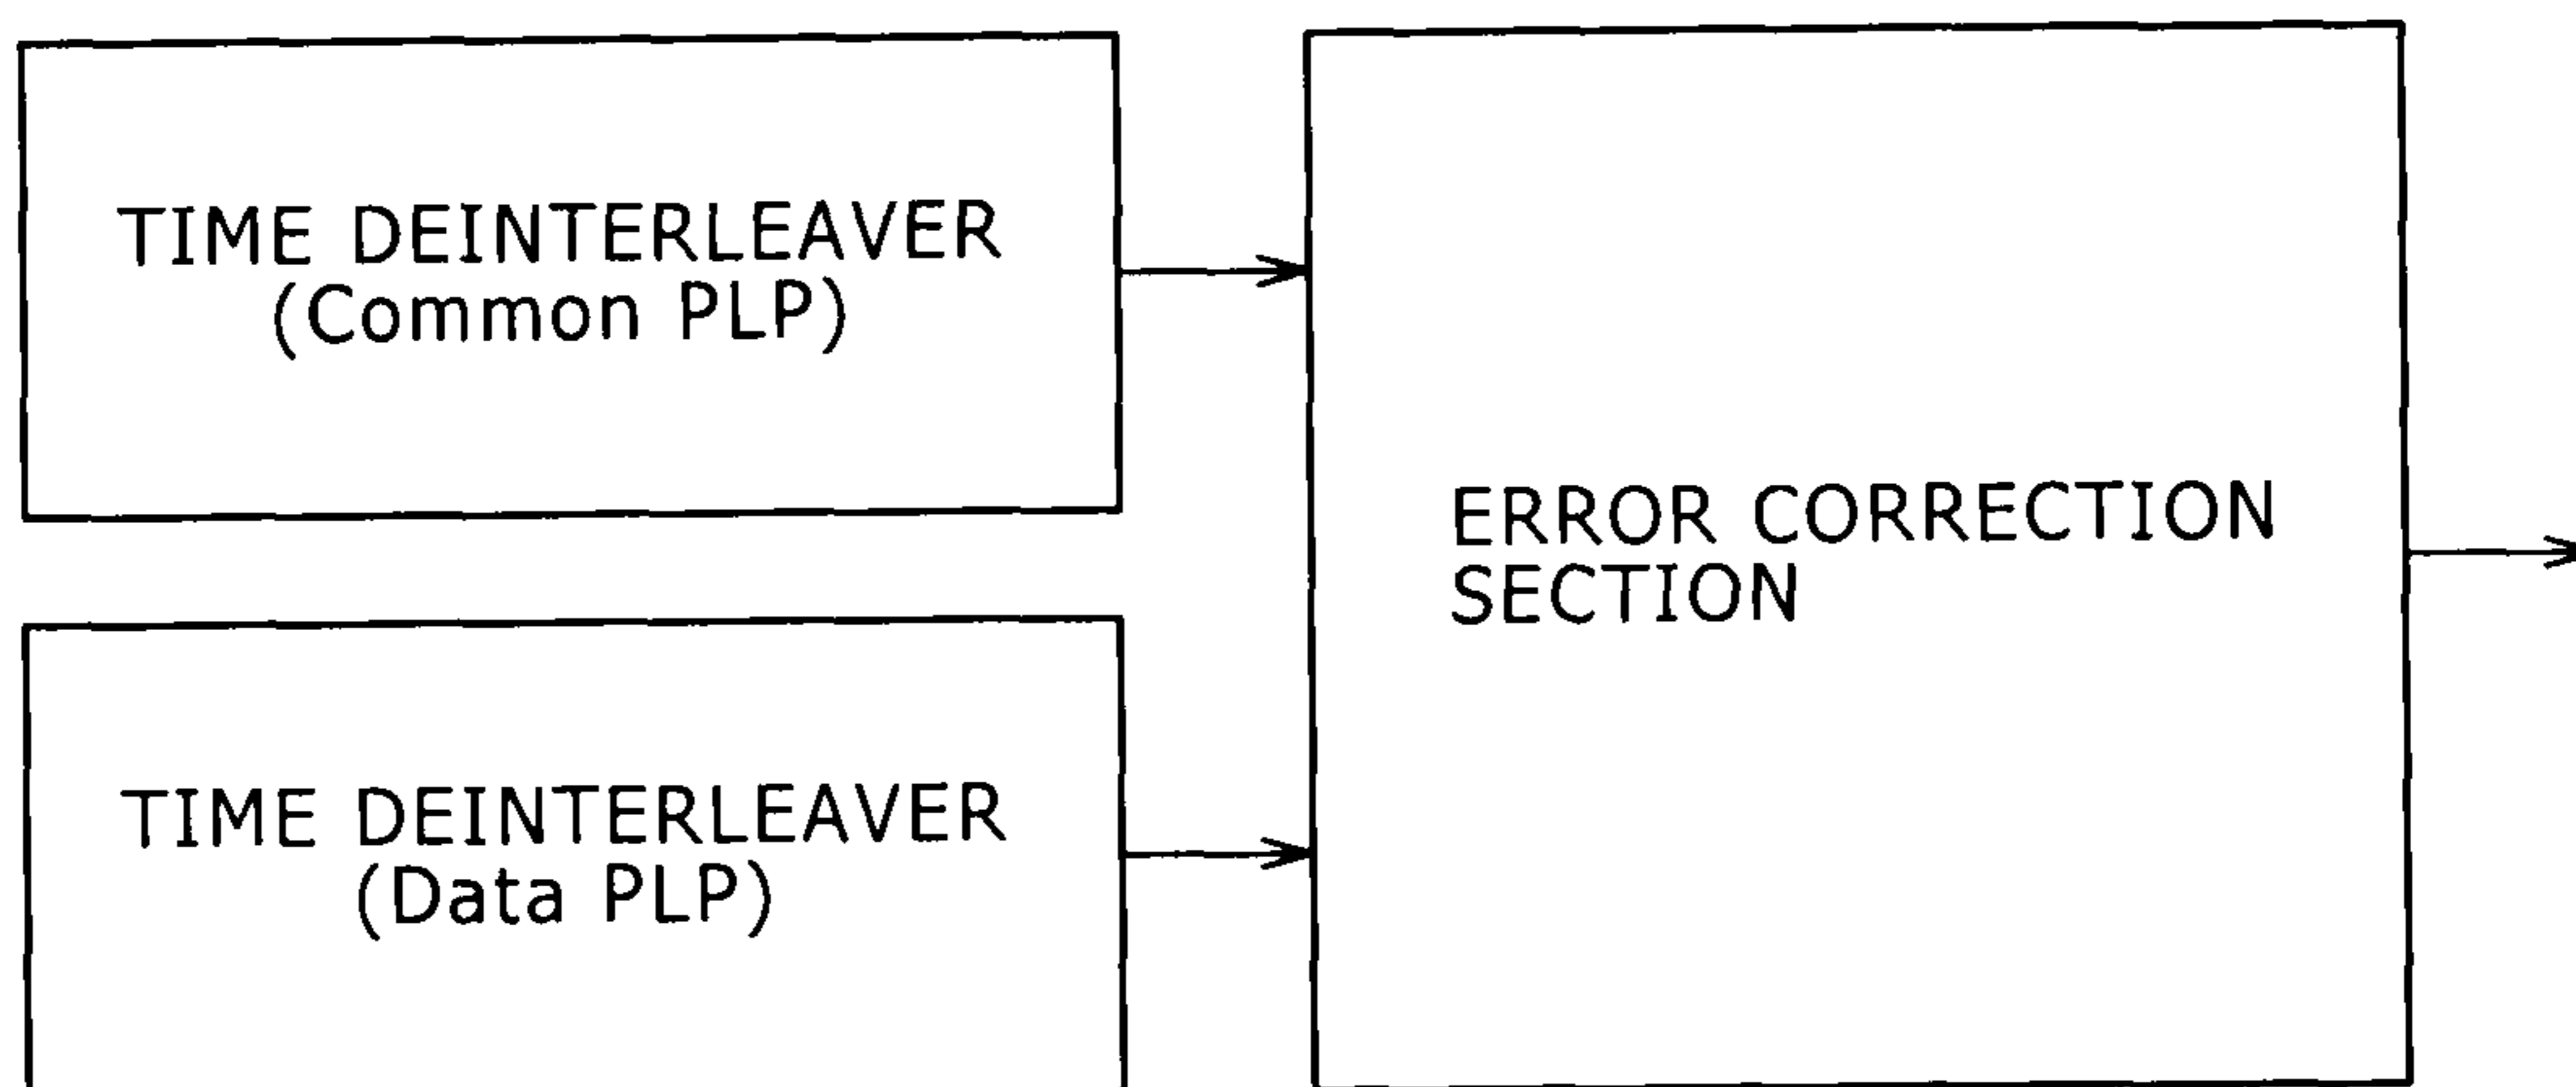 TIME DEINTERLEAVER
(Common PLP)
ERROR CORRECTION
SECTION
TIME DEINTERLEAVER
(Data PLP)